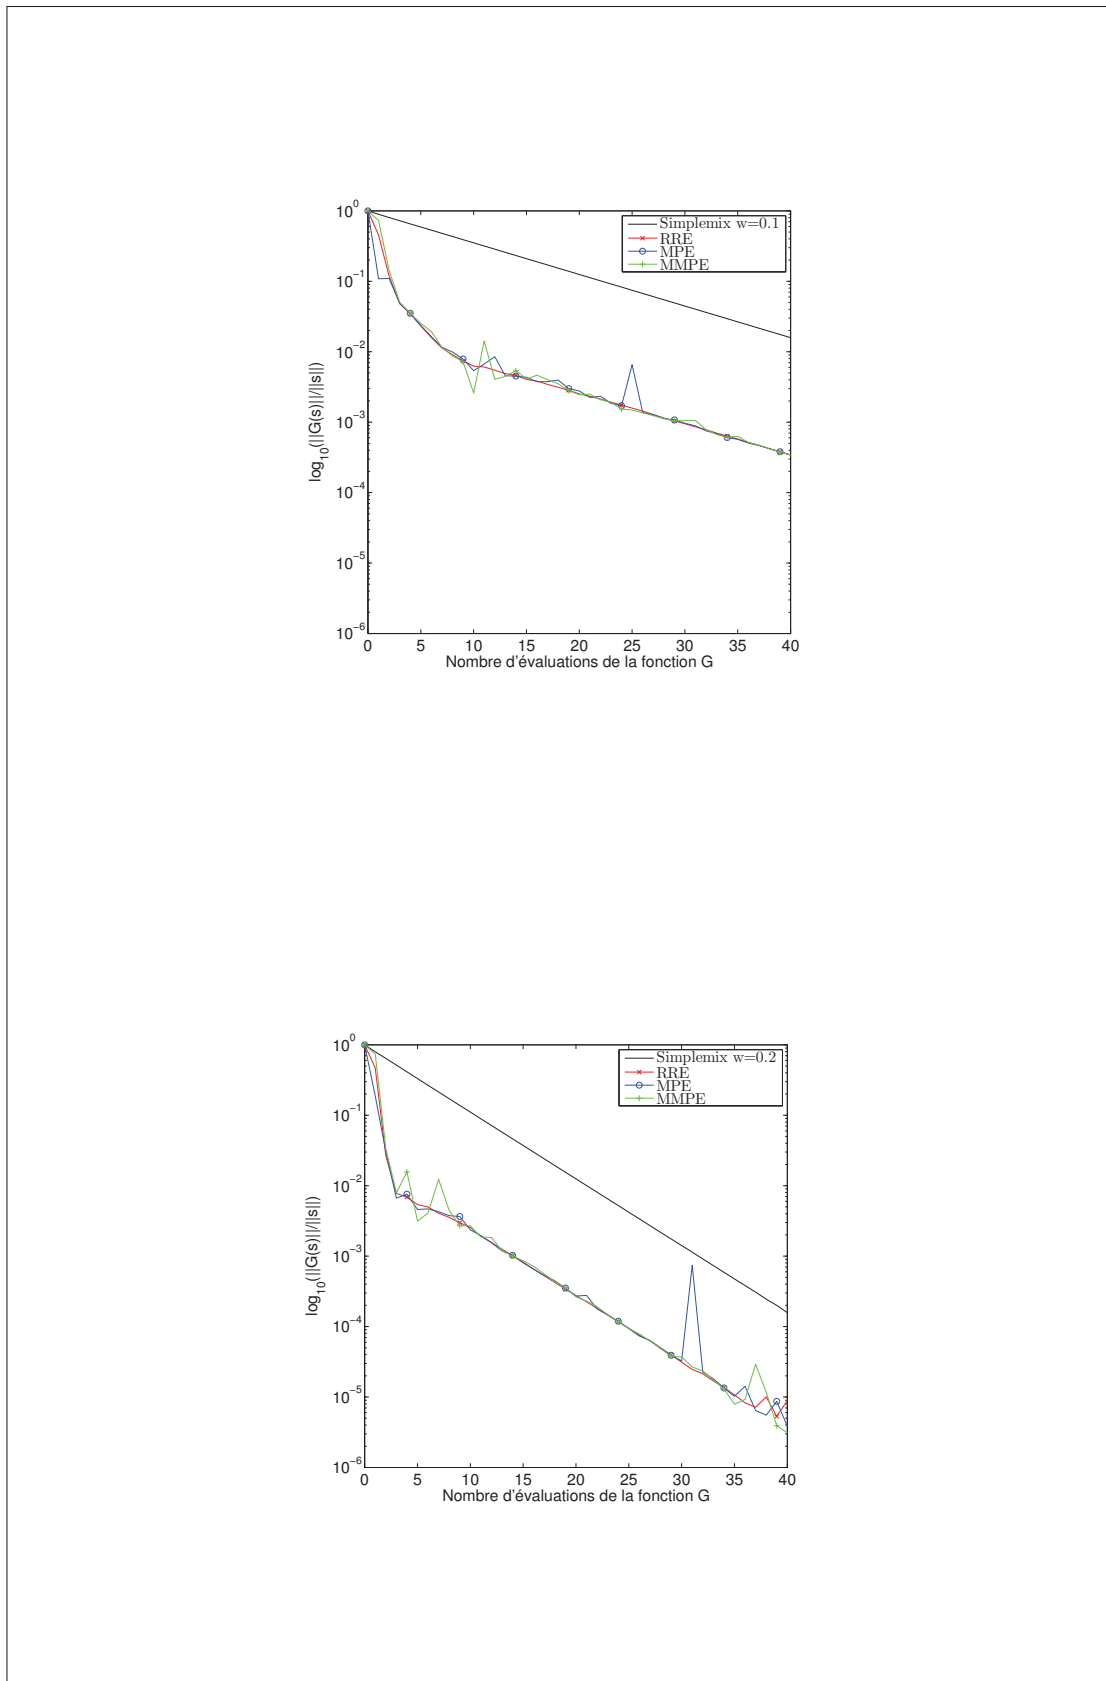 10^0
10^-1
10^-2
10^-3
10^-4
10^-5
10^-6
log_10(||G(s)||/||s||)
Simplemix w=0.1
RRE
MPE
MMPE
0 5 10 15 20 25 30 35 40
Nombre d'évaluations de la fonction G
10^0
10^-1
10^-2
10^-3
10^-4
10^-5
10^-6
log_10(||G(s)||/||s||)
Simplemix w=0.2
RRE
MPE
MMPE
0 5 10 15 20 25 30 35 40
Nombre d'évaluations de la fonction G